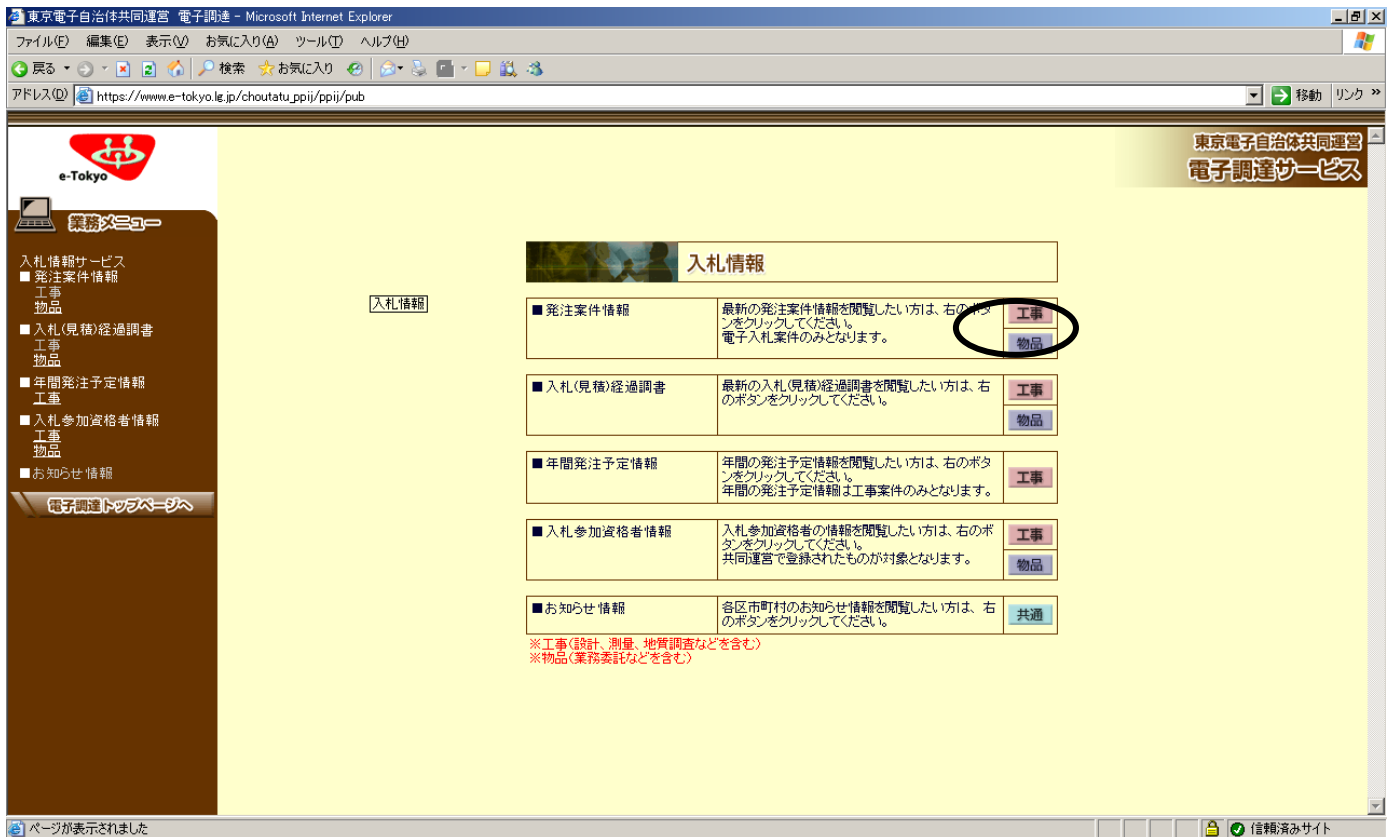 東京電子自治体共同運営 電子調達 - Microsoft Internet Explorer
ファイル(F) 編集(E) 表示(V) お気に入り(A) ツール(T) ヘルプ(H)
戻る 検索 お気に入り
アドレス(D) https://www.e-tokyo.lg.jp/choutatu_ppij/ppij/pub 移動 リンク »
e-Tokyo
東京電子自治体共同運営
電子調達サービス
業務メニュー
入札情報サービス
■ 発注案件情報
工事
物品
■ 入札(見積)経過調書
工事
物品
■ 年間発注予定情報
工事
■ 入札参加資格者情報
工事
物品
■お知らせ情報
電子調達トップページへ
入札情報
入札情報
■ 発注案件情報
最新の発注案件情報を閲覧したい方は、右のボタ
ンをクリックしてください。
電子入札案件のみとなります。
工事
物品
■ 入札(見積)経過調書
最新の入札(見積)経過調書を閲覧したい方は、右
のボタンをクリックしてください。
工事
物品
■ 年間発注予定情報
年間の発注予定情報を閲覧したい方は、右のボタ
ンをクリックしてください。
年間の発注予定情報は工事案件のみとなります。
工事
■ 入札参加資格者情報
入札参加資格者の情報を閲覧したい方は、右のボ
タンをクリックしてください。
共同運営で登録されたものが対象となります。
工事
物品
■お知らせ情報
各区市町村のお知らせ情報を閲覧したい方は、右
のボタンをクリックしてください。
共通
※工事(設計、測量、地質調査などを含む)
※物品(業務委託などを含む)
ページが表示されました
信頼済みサイト